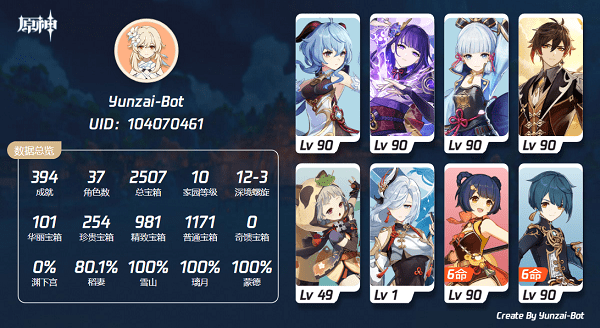 原神
Yunzai-Bot
UID: 104070461
数据总览
394 37 2507 10 12-3
成就 角色数 总宝箱 家园等级 深境螺旋
101 254 981 1171 0
华丽宝箱 珍贵宝箱 精致宝箱 普通宝箱 奇馈宝箱
0% 80.1% 100% 100% 100%
渊下宫 稻妻 雪山 璃月 蒙德
Lv 90 Lv 90 Lv 90 Lv 90
6命 6命
Lv 49 Lv 1 Lv 90 Lv 90
Create By Yunzai-Bot